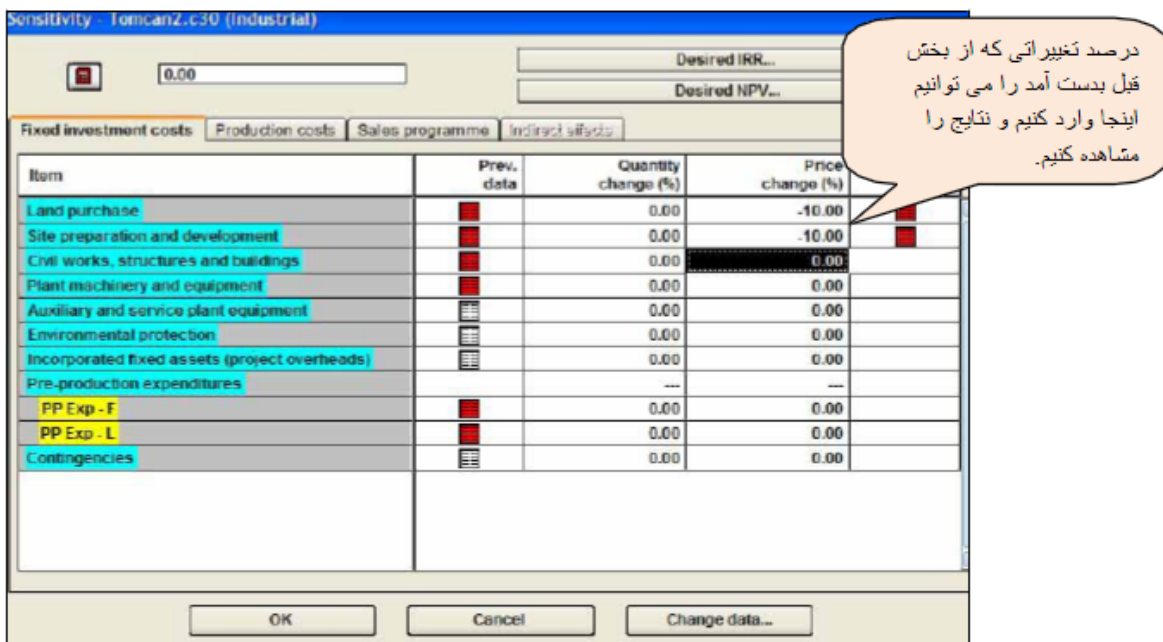 Sensitivity - Tomcan2.c30 (Industrial)
0.00
Desired IRR...
Desired NPV...
Fixed investment costs Production costs Sales programme Indirect effects
Item Prev. data Quantity change (%) Price change (%)
Land purchase 0.00 -10.00
Site preparation and development 0.00 -10.00
Civil works, structures and buildings 0.00 0.00
Plant machinery and equipment 0.00 0.00
Auxiliary and service plant equipment 0.00 0.00
Environmental protection 0.00 0.00
Incorporated fixed assets (project overheads) 0.00 0.00
Pre-production expenditures --- ---
PP Exp - F 0.00 0.00
PP Exp - L 0.00 0.00
Contingencies 0.00 0.00
OK Cancel Change data...
درصد تغییراتی که از بخش
قبل بدست آمد را می توانیم
اینجا وارد کنیم و نتایج را
مشاهده کنیم.